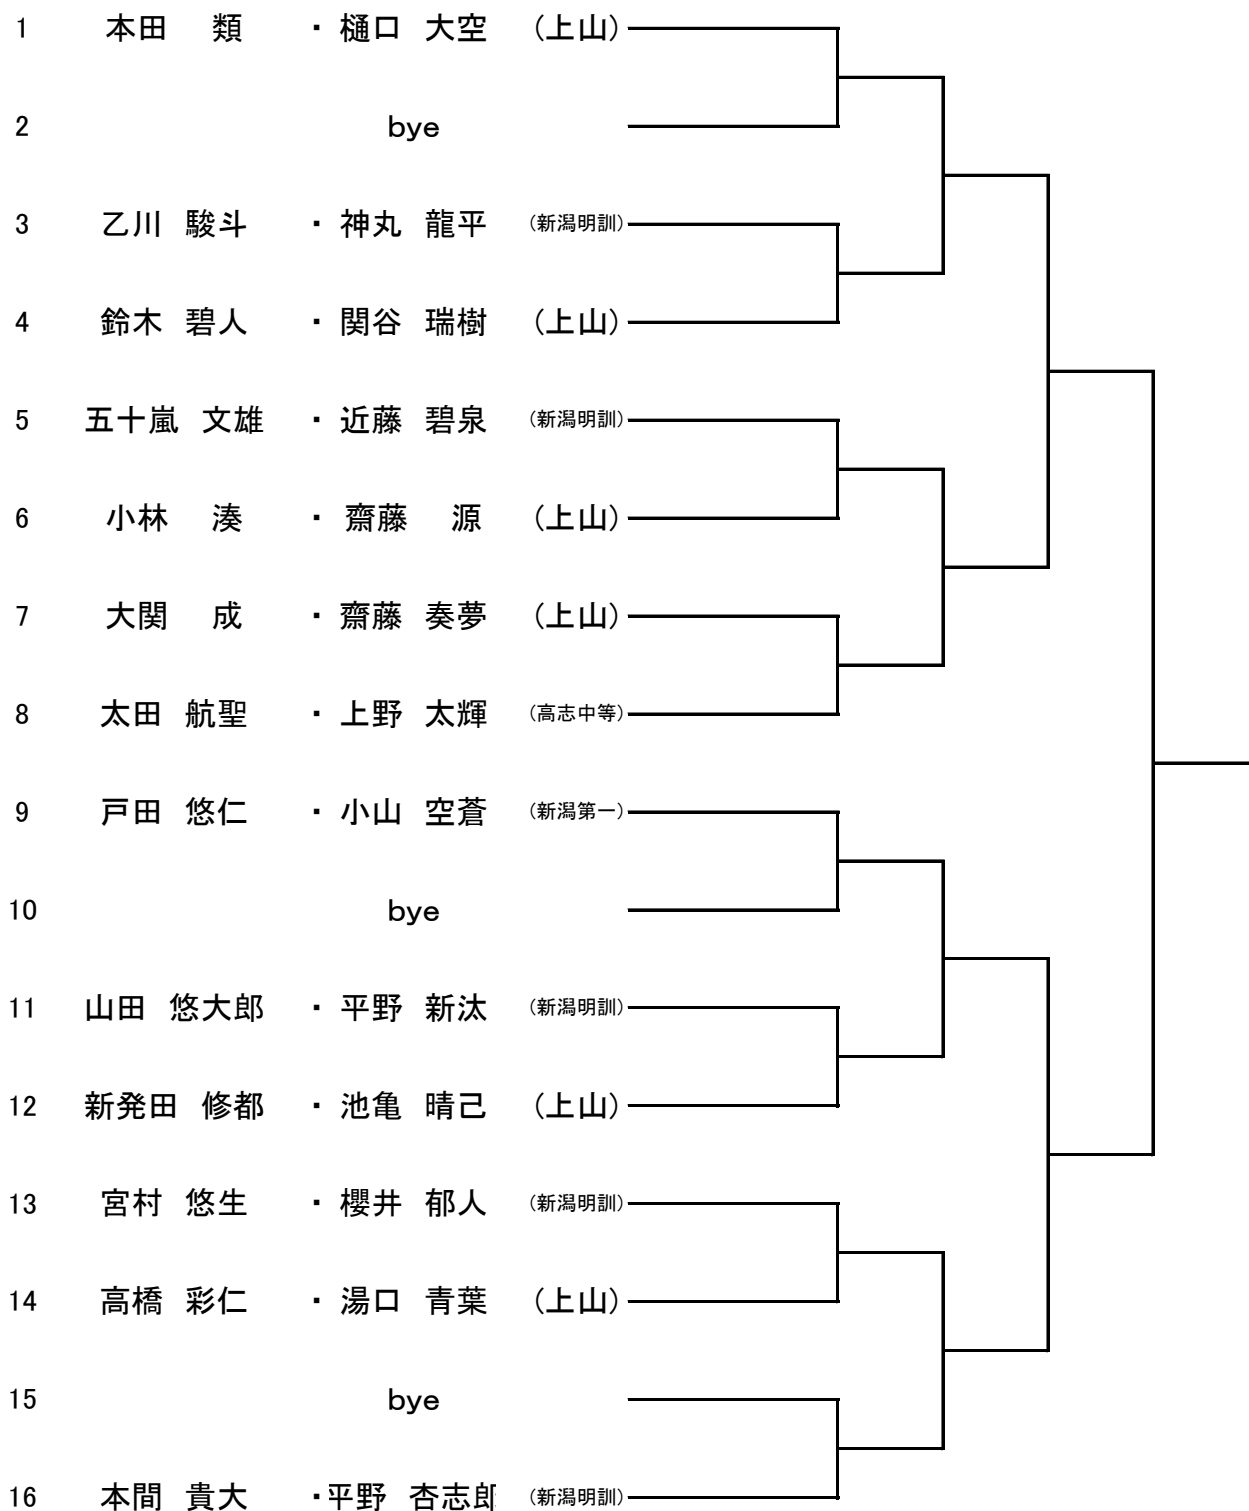 1 本田 類 ・ 樋口 大空 (上山)
2 bye
3 乙川 駿斗 ・ 神丸 龍平 (新潟明訓)
4 鈴木 碧人 ・ 関谷 瑞樹 (上山)
5 五十嵐 文雄 ・ 近藤 碧泉 (新潟明訓)
6 小林 湊 ・ 齋藤 源 (上山)
7 大関 成 ・ 齋藤 奏夢 (上山)
8 太田 航聖 ・ 上野 太輝 (高志中等)
9 戸田 悠仁 ・ 小山 空蒼 (新潟第一)
10 bye
11 山田 悠大郎 ・ 平野 新汰 (新潟明訓)
12 新発田 修都 ・ 池亀 晴己 (上山)
13 宮村 悠生 ・ 櫻井 郁人 (新潟明訓)
14 高橋 彩仁 ・ 湯口 青葉 (上山)
15 bye
16 本間 貴大 ・平野 杏志郎 (新潟明訓)